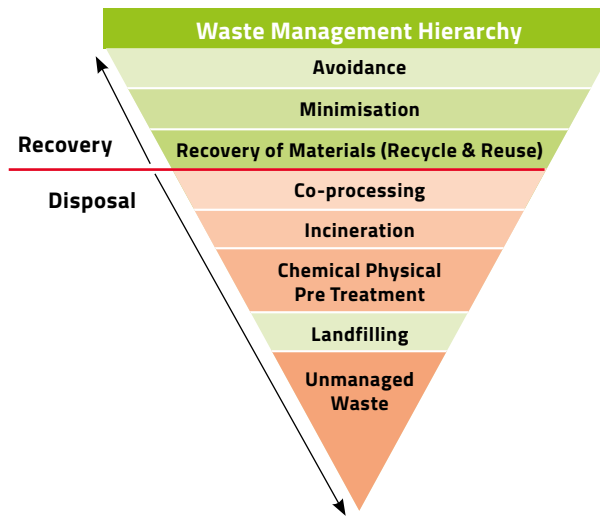 Waste Management Hierarchy
Avoidance
Minimisation
Recovery
Recovery of Materials (Recycle & Reuse)
Disposal
Co-processing
Incineration
Chemical Physical
Pre Treatment
Landfilling
Unmanaged
Waste